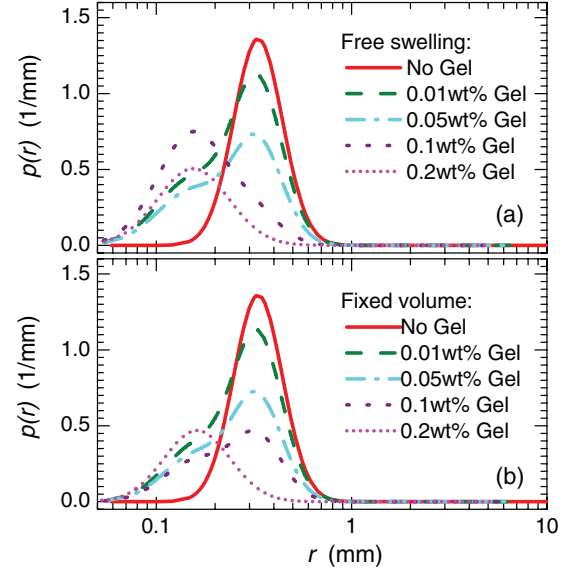 1.5
1.0
0.5
0.0
p(r) (1/mm)
Free swelling:
No Gel
0.01wt% Gel
0.05wt% Gel
0.1wt% Gel
0.2wt% Gel
(a)
1.5
1.0
0.5
0.0
p(r) (1/mm)
Fixed volume:
No Gel
0.01wt% Gel
0.05wt% Gel
0.1wt% Gel
0.2wt% Gel
(b)
0.1 1 10
r (mm)